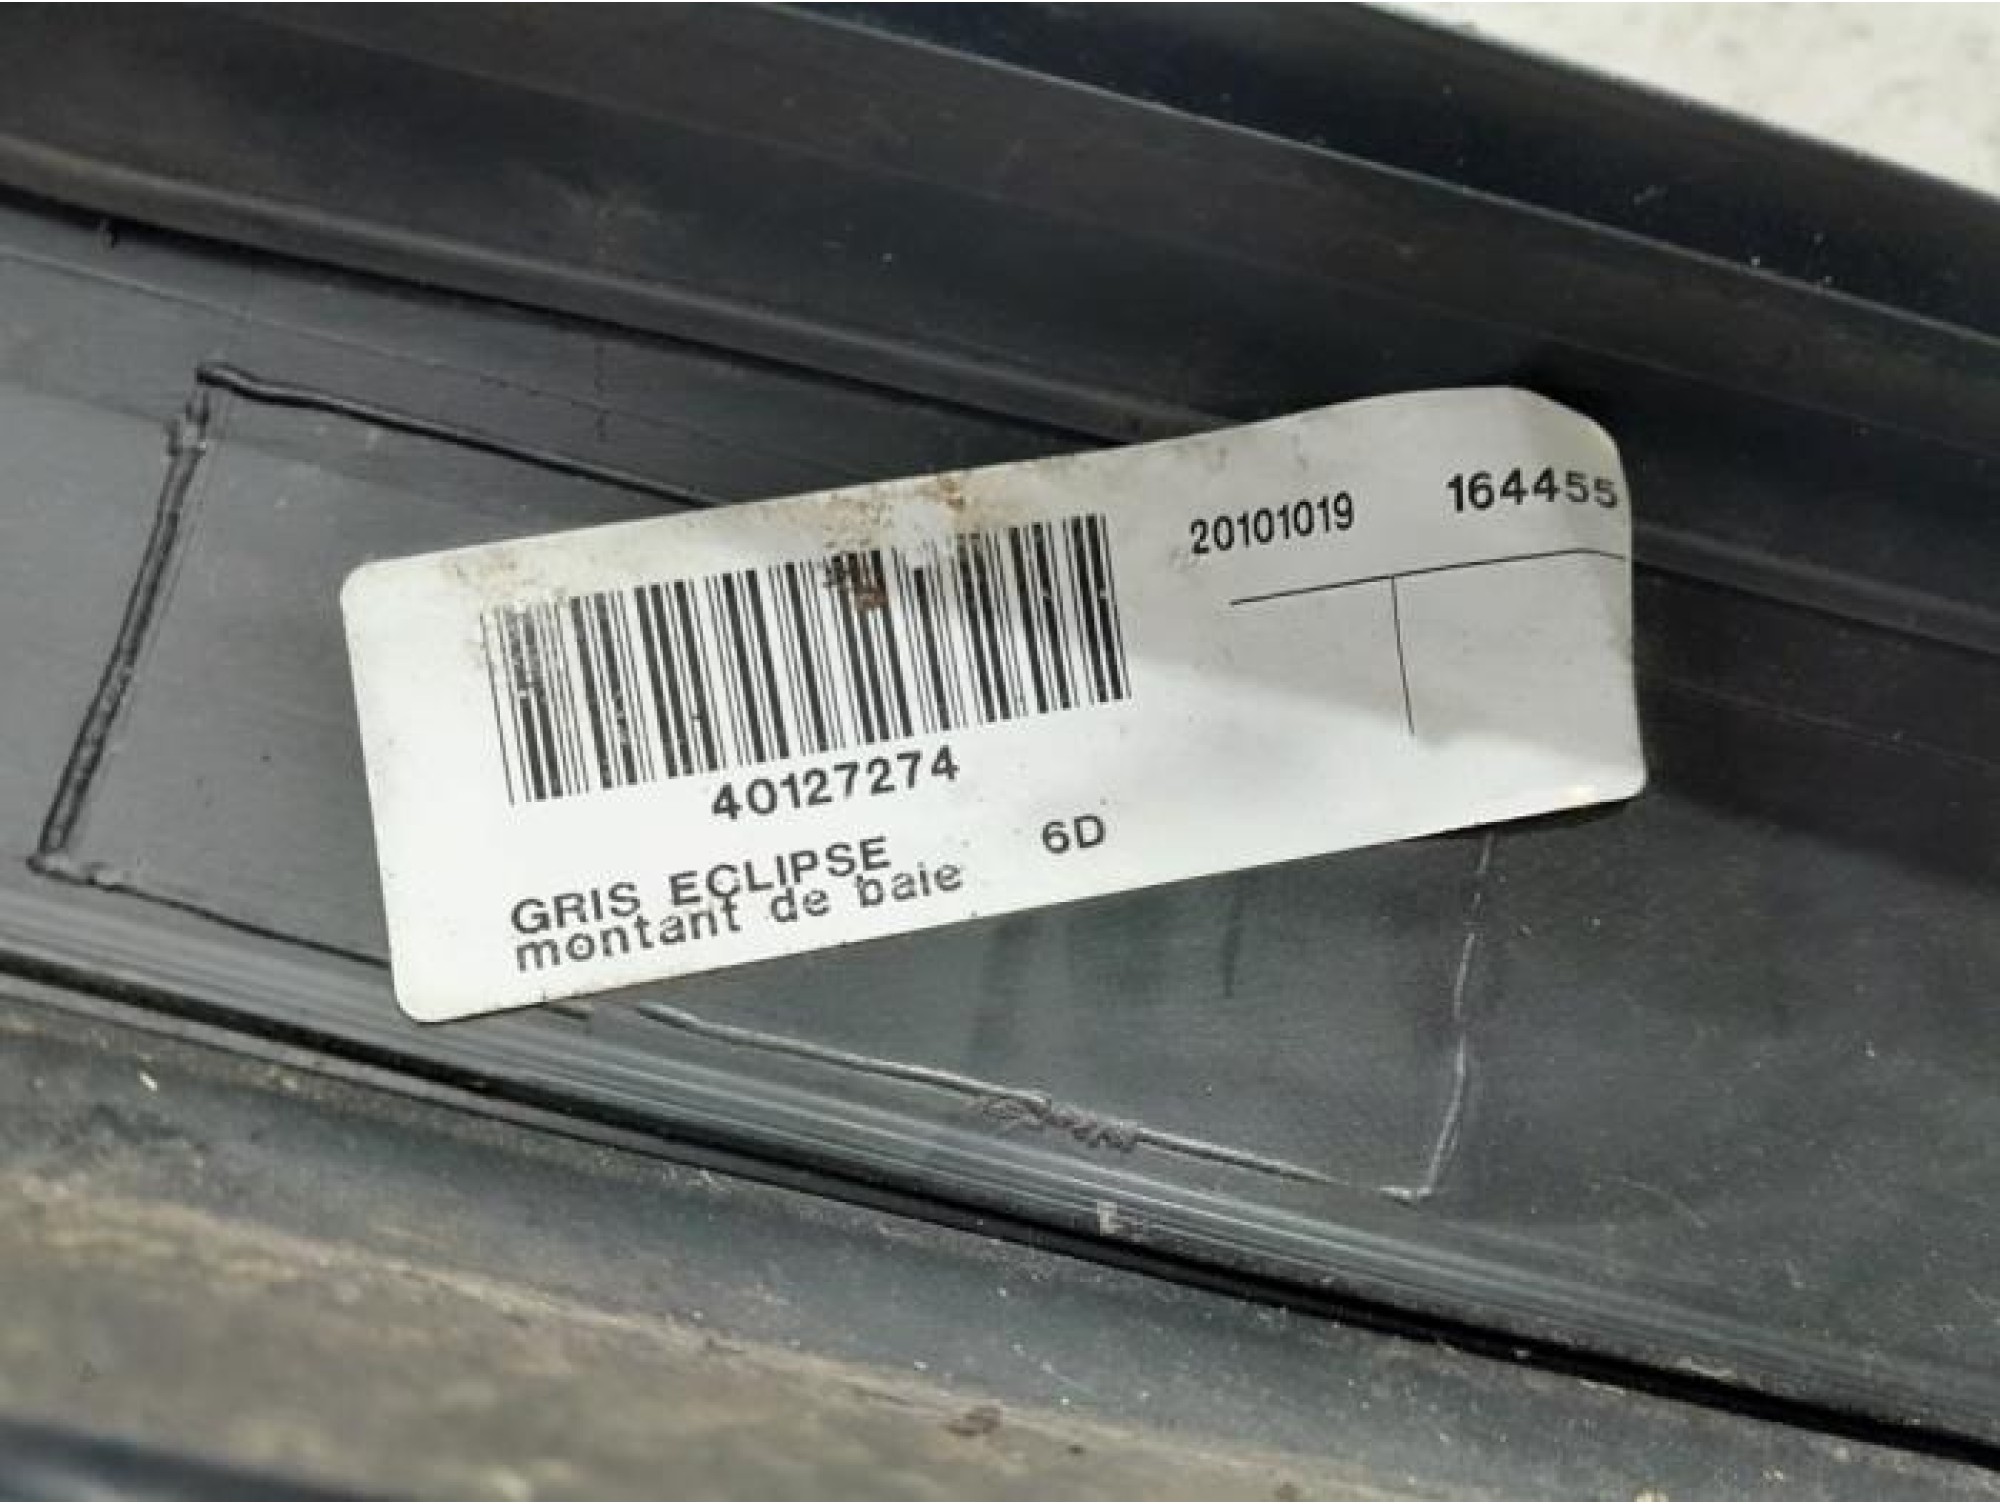 20101019 164455
40127274
GRIS ECLIPSE 6D
montant de baie